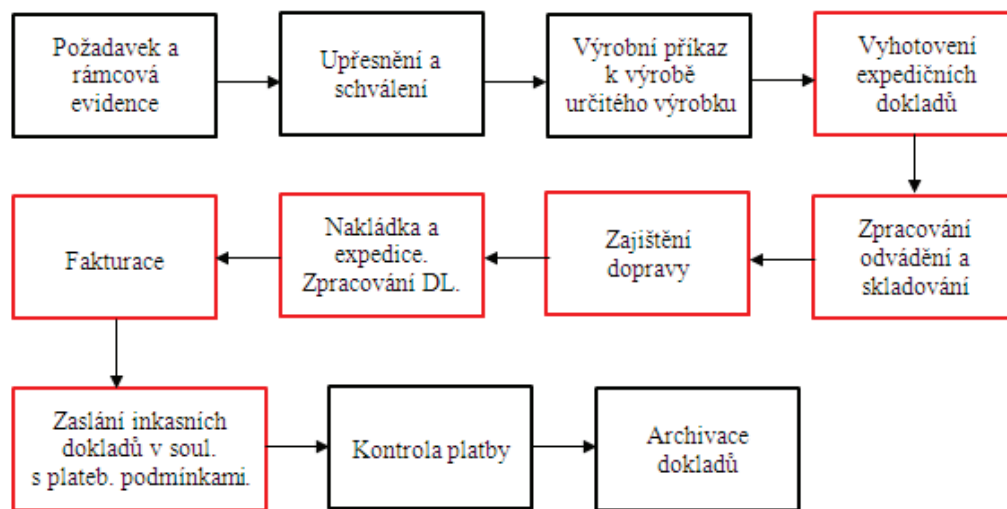 Požadavek a
rámcová
evidence
Upřesnění a
schválení
Výrobní příkaz
k výrobě
určitého výrobku
Vyhotovení
expedičních
dokladů
Zpracování
odvádění a
skladování
Zajištění
dopravy
Nakládka a
expedice.
Zpracování DL.
Fakturace
Zaslání inkasních
dokladů v soul.
s plateb. podmínkami.
Kontrola platby
Archivace
dokladů